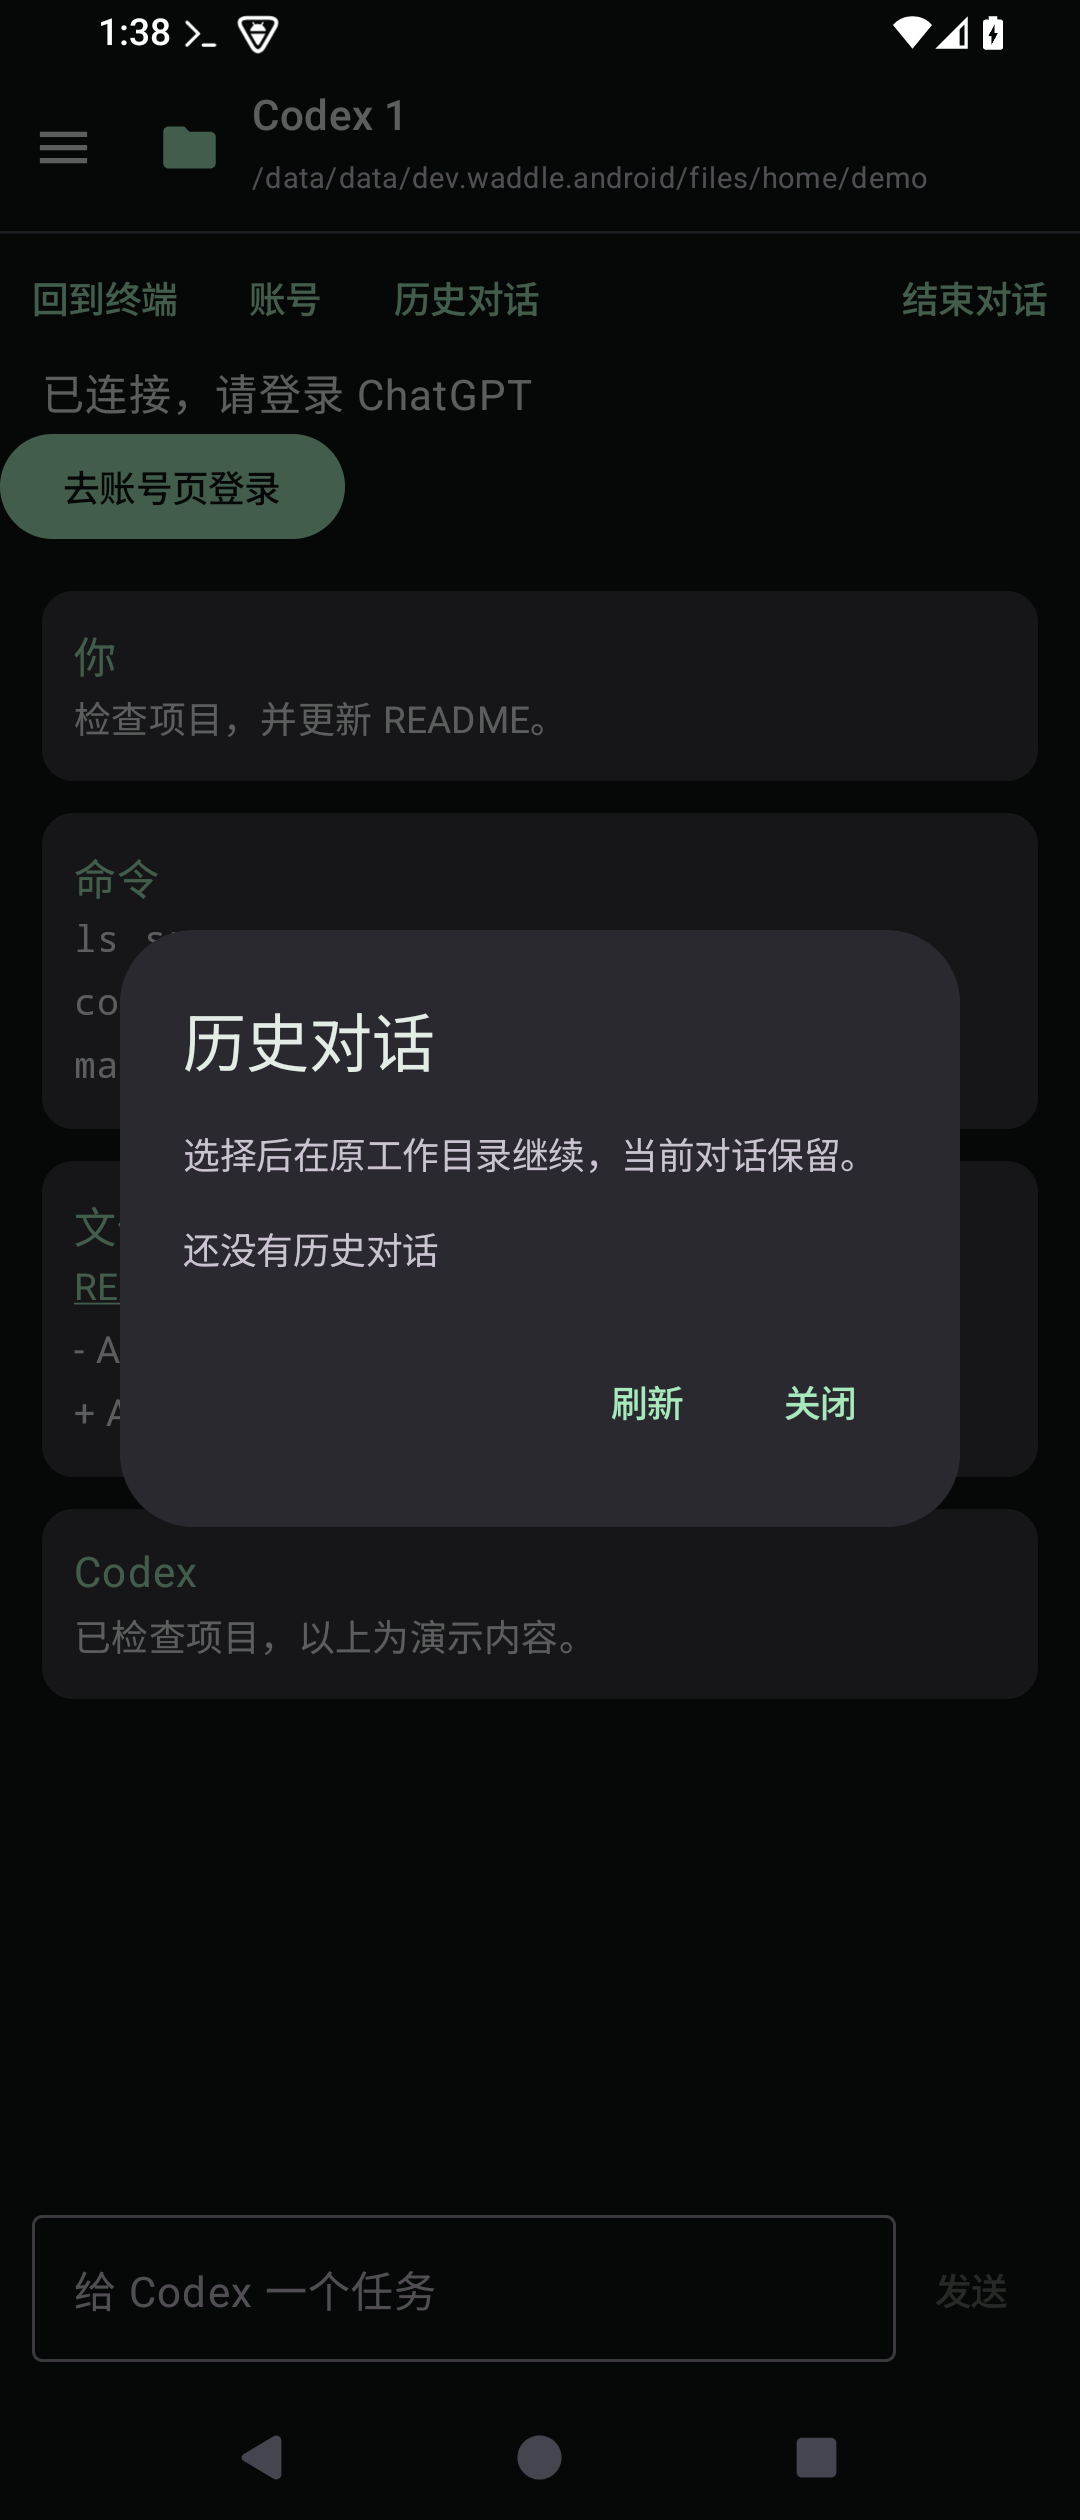 1:38
Codex 1
/data/data/dev.waddle.android/files/home/demo
回到终端 账号 历史对话 结束对话
已连接，请登录 ChatGPT
去账号页登录
你
检查项目，并更新 README。
命令
ls
co
ma
历史对话
选择后在原工作目录继续，当前对话保留。
还没有历史对话
刷新 关闭
文
RE
- A
+ A
Codex
已检查项目，以上为演示内容。
给 Codex 一个任务
发送